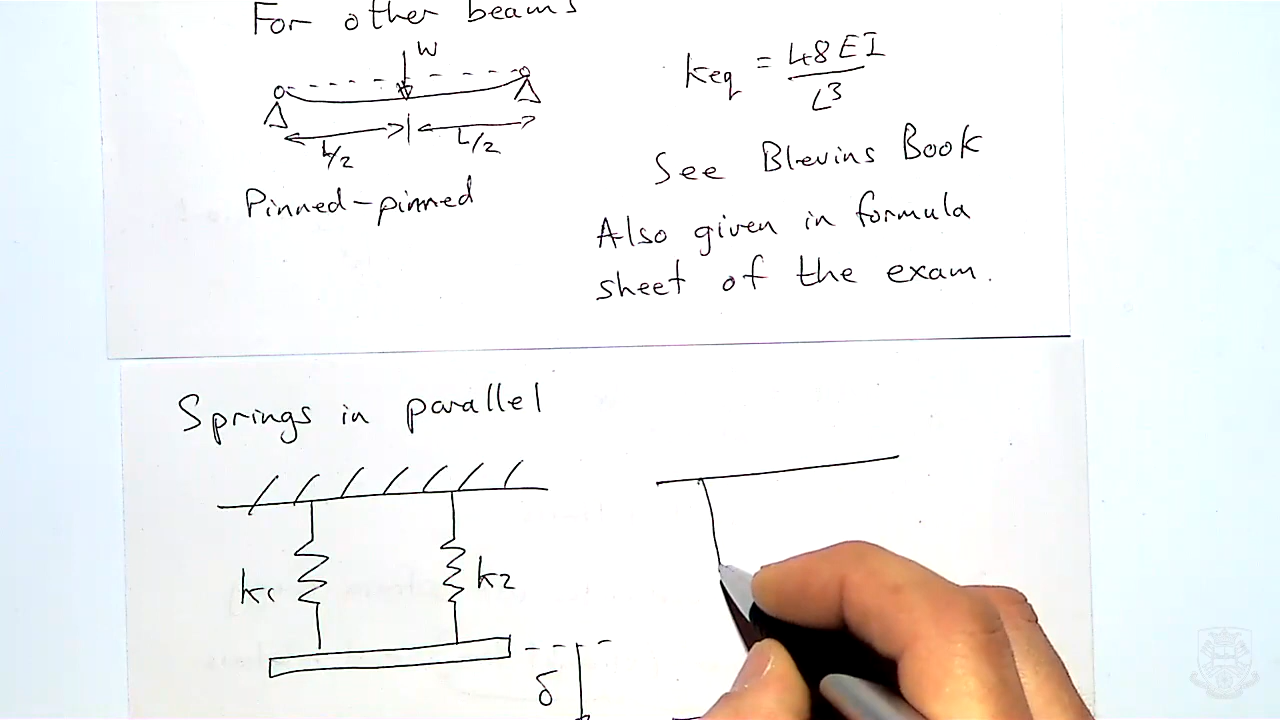 For other beams
W
L/2
L/2
Pinned-pinned
keq = 48EI / L³
See Blevins Book
Also given in formula
sheet of the exam.
Springs in parallel
k1
k2
δ